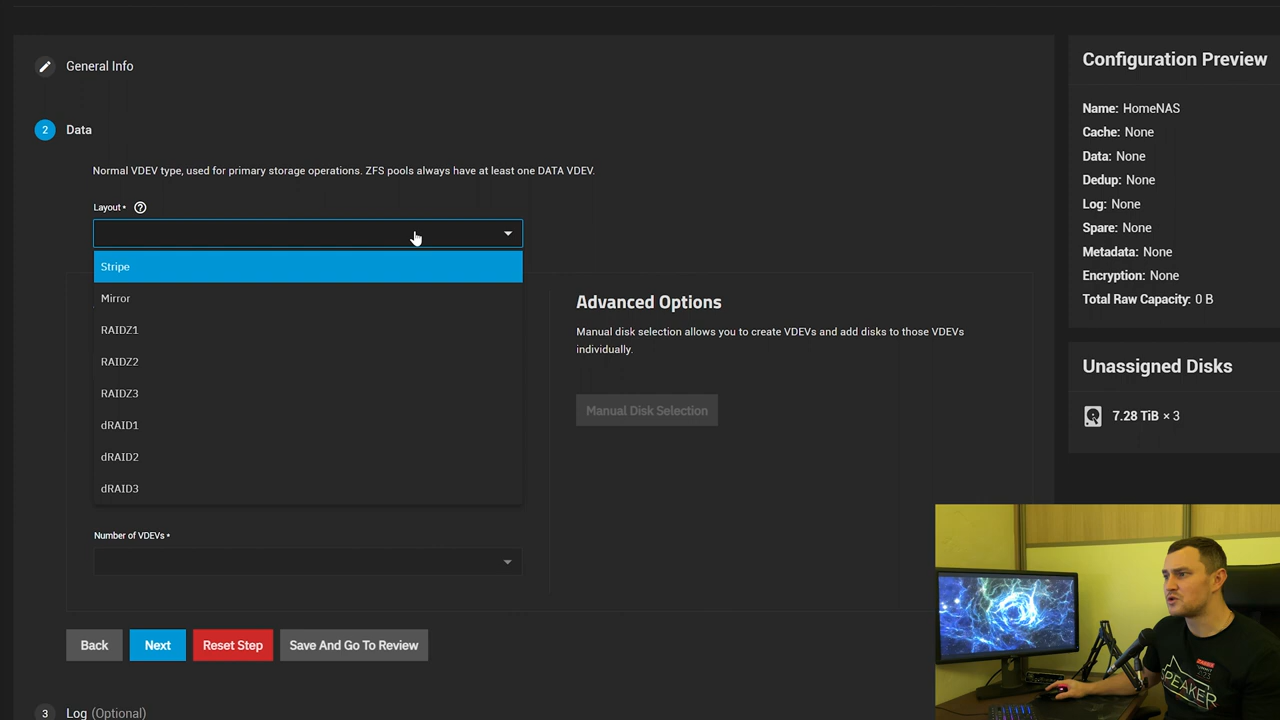 General Info
2 Data
Normal VDEV type, used for primary storage operations. ZFS pools always have at least one DATA VDEV.
Layout *
Stripe
Mirror
RAIDZ1
RAIDZ2
RAIDZ3
dRAID1
dRAID2
dRAID3
Advanced Options
Manual disk selection allows you to create VDEVs and add disks to those VDEVs
individually.
Manual Disk Selection
Number of VDEVs *
Back
Next
Reset Step
Save And Go To Review
3 Log (Optional)
Configuration Preview
Name: HomeNAS
Cache: None
Data: None
Dedup: None
Log: None
Spare: None
Metadata: None
Encryption: None
Total Raw Capacity: 0 B
Unassigned Disks
7.28 TiB × 3
SPEAKER